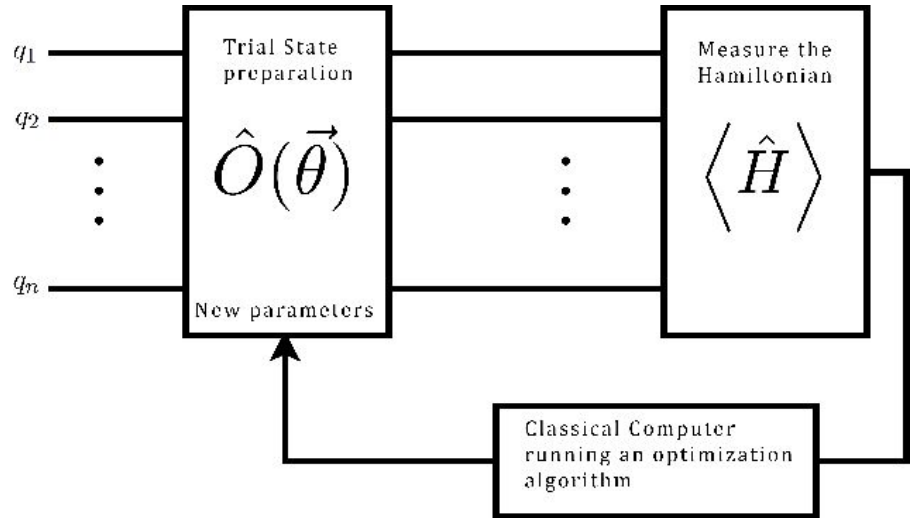 q₁
q₂
qₙ
Trial State
preparation
Ô(θ⃗)
New parameters
Measure the
Hamiltonian
⟨Ĥ⟩
Classical Computer
running an optimization
algorithm